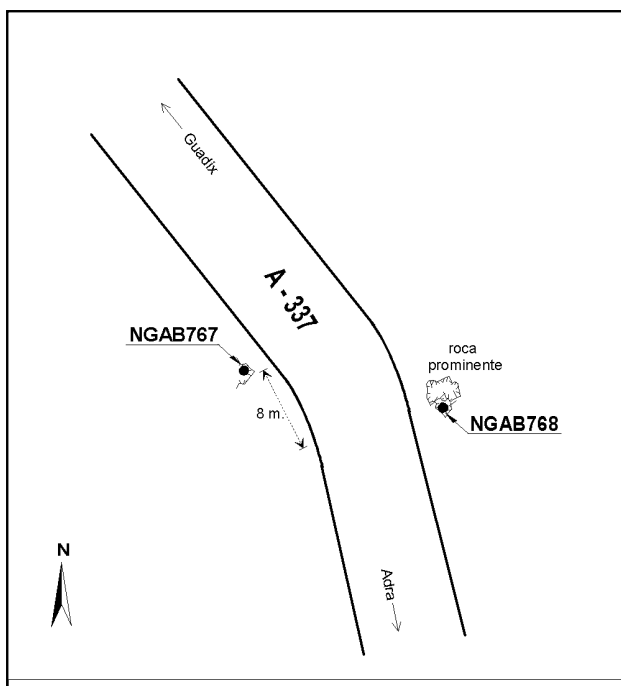 Guadix
A - 337
NGAB767
roca
prominente
8 m.
NGAB768
N
Adra